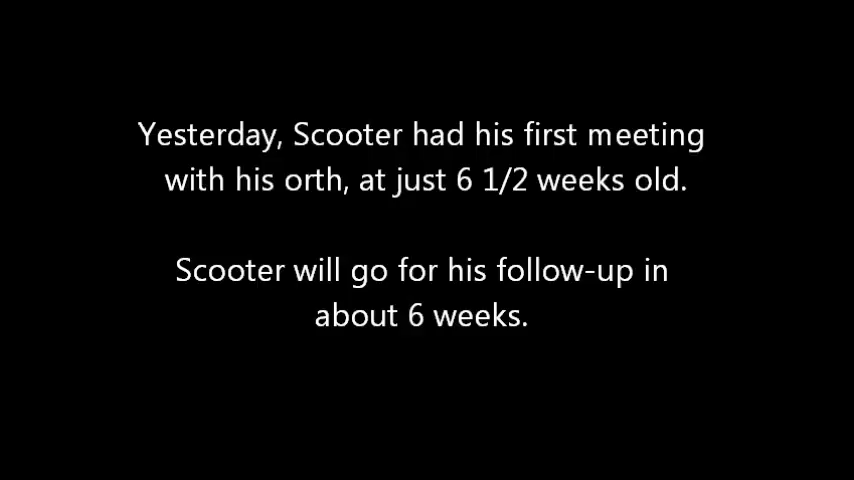 Yesterday, Scooter had his first meeting
with his orth, at just 6 1/2 weeks old.
Scooter will go for his follow-up in
about 6 weeks.